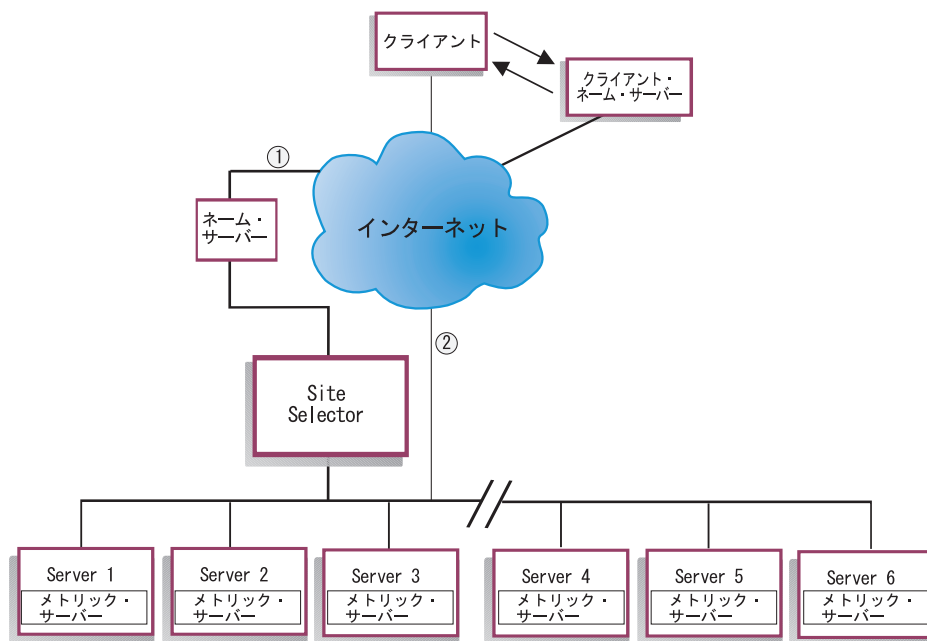 クライアント
クライアント・
ネーム・サーバー
①
ネーム・
サーバー
インターネット
②
Site
Selector
Server 1
メトリック・
サーバー
Server 2
メトリック・
サーバー
Server 3
メトリック・
サーバー
Server 4
メトリック・
サーバー
Server 5
メトリック・
サーバー
Server 6
メトリック・
サーバー